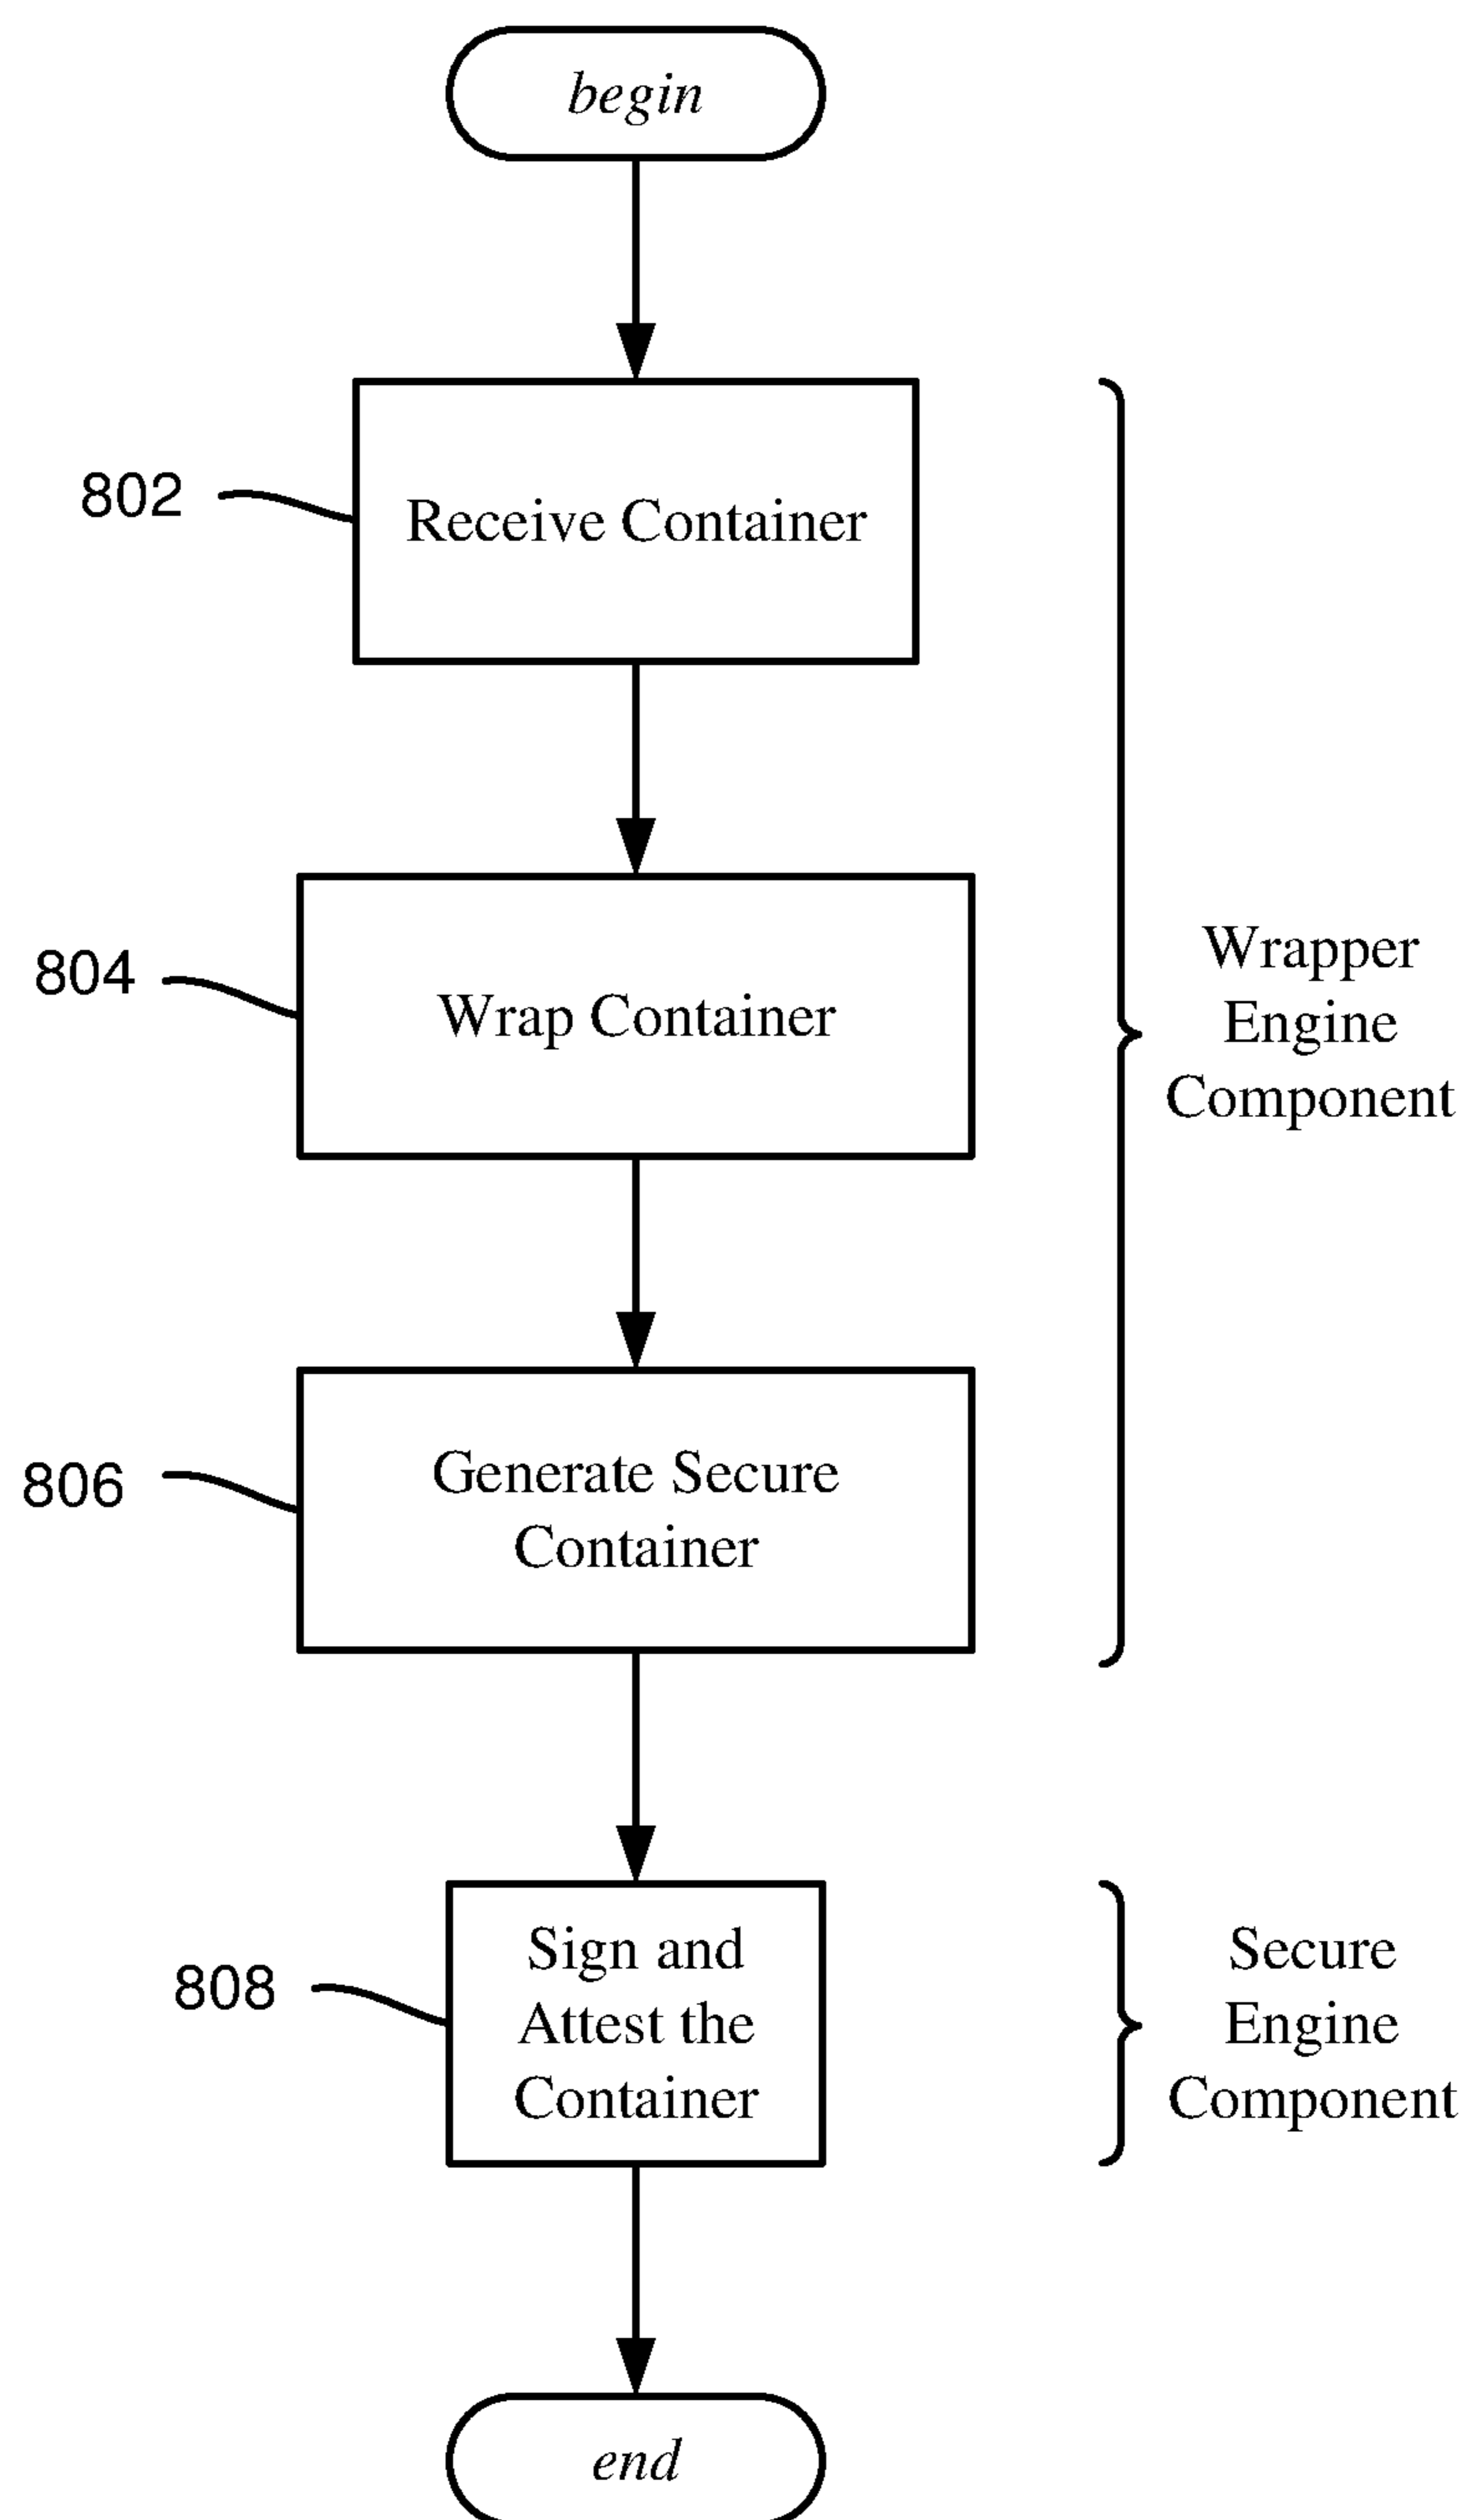 begin
802
Receive Container
804
Wrap Container
Wrapper
Engine
Component
806
Generate Secure
Container
808
Sign and
Attest the
Container
Secure
Engine
Component
end